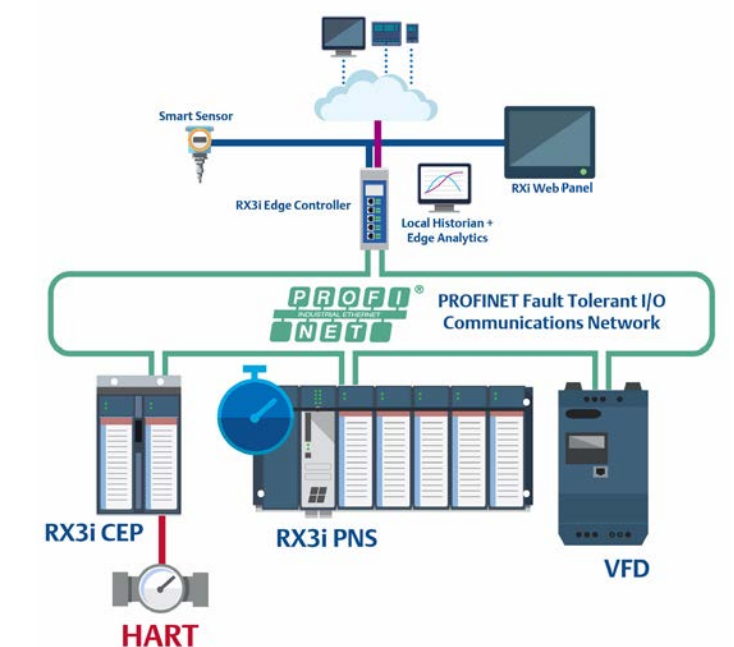 Smart Sensor
RXi Web Panel
RX3i Edge Controller
Local Historian +
Edge Analytics
PROFI®
INDUSTRIAL ETHERNET
NET
PROFINET Fault Tolerant I/O
Communications Network
RX3i CEP
RX3i PNS
VFD
HART